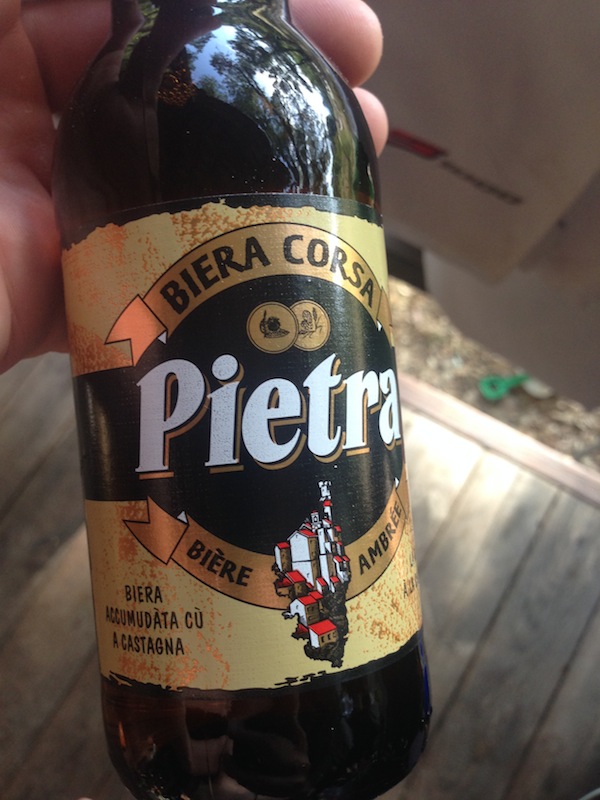 BIERA CORSA
Pietra
BIÈRE AMBRÉE
BIERA
ACCUMUDÀTA CÙ
A CASTAGNA